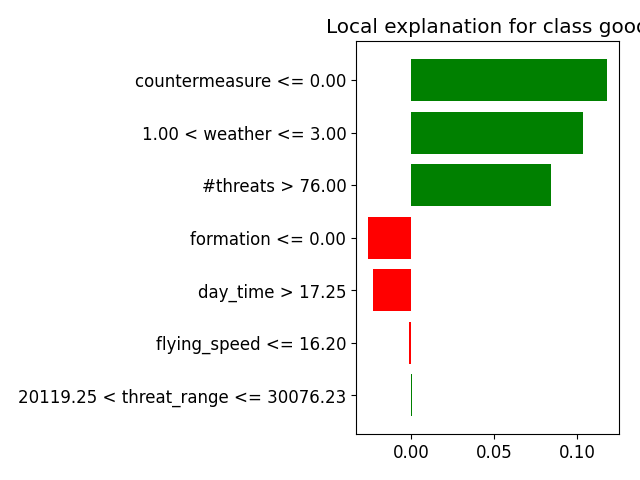 Local explanation for class good
countermeasure <= 0.00
1.00 < weather <= 3.00
#threats > 76.00
formation <= 0.00
day_time > 17.25
flying_speed <= 16.20
20119.25 < threat_range <= 30076.23
0.00 0.05 0.10